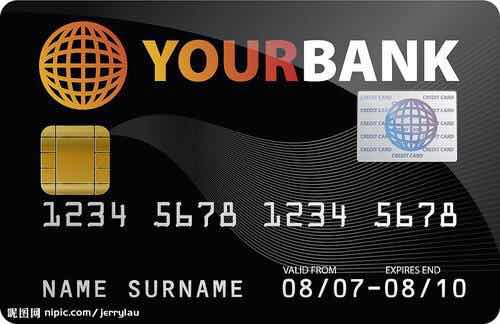 YOURBANK
CREDIT CARD
1234 5678 1234 5678
VALID FROM EXPIRES END
NAME SURNAME 08/07-08/10
昵图网 nipic.com/jerrylau